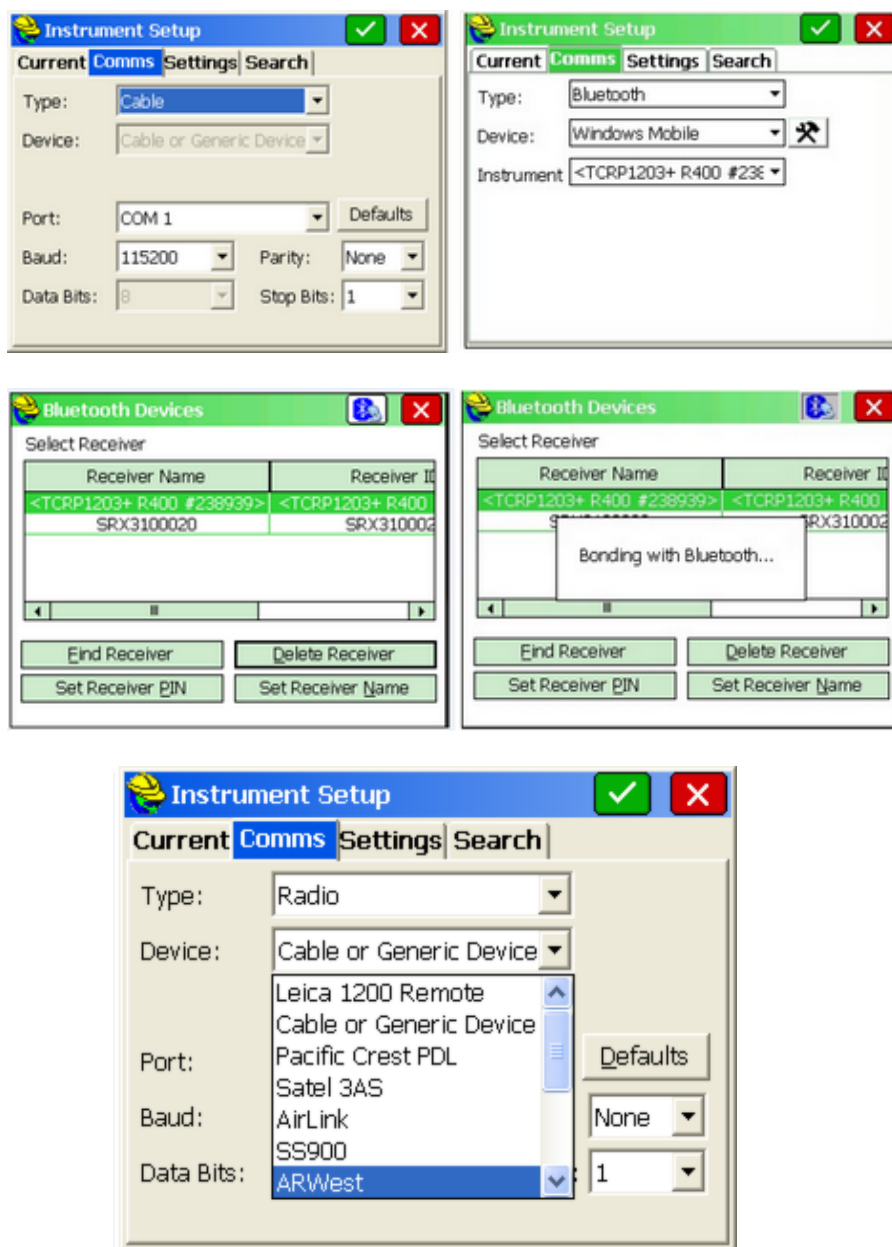 Instrument Setup
Current Comms Settings Search
Type: Cable
Device: Cable or Generic Device
Port: COM 1 Defaults
Baud: 115200 Parity: None
Data Bits: 8 Stop Bits: 1
Instrument Setup
Current Comms Settings Search
Type: Bluetooth
Device: Windows Mobile
Instrument <TCRP1203+ R400 #238
Bluetooth Devices
Select Receiver
Receiver Name Receiver ID
<TCRP1203+ R400 #238939> <TCRP1203+ R400
SRX3100020 SRX310002
Find Receiver Delete Receiver
Set Receiver PIN Set Receiver Name
Bluetooth Devices
Select Receiver
Receiver Name Receiver ID
<TCRP1203+ R400 #238939> <TCRP1203+ R400
RX310002
Bonding with Bluetooth...
Find Receiver Delete Receiver
Set Receiver PIN Set Receiver Name
Instrument Setup
Current Comms Settings Search
Type: Radio
Device: Cable or Generic Device
Leica 1200 Remote
Cable or Generic Device
Port: Pacific Crest PDL Defaults
Satel 3AS
Baud: AirLink None
SS900
Data Bits: ARWest : 1